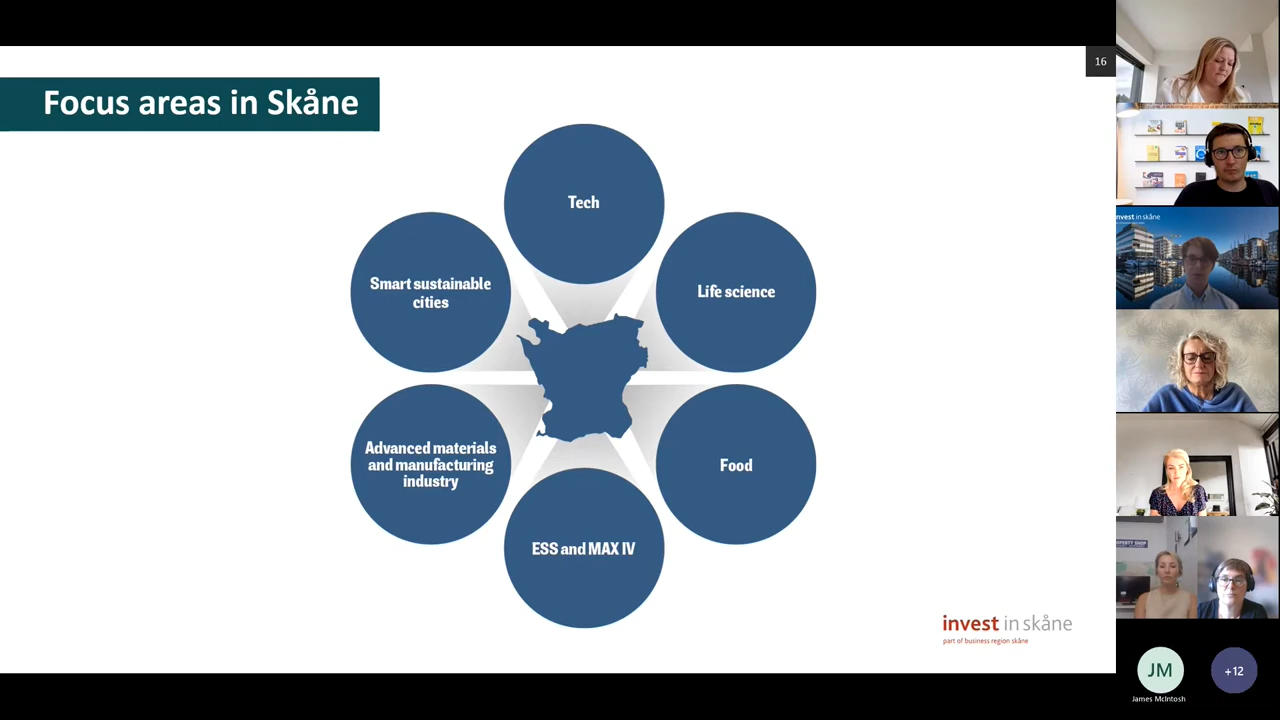 Focus areas in Skåne
16
Tech
Smart sustainable
cities
Life science
Advanced materials
and manufacturing
industry
Food
ESS and MAX IV
invest in skåne
part of business region skåne
invest in skåne
JM
+12
James McIntosh